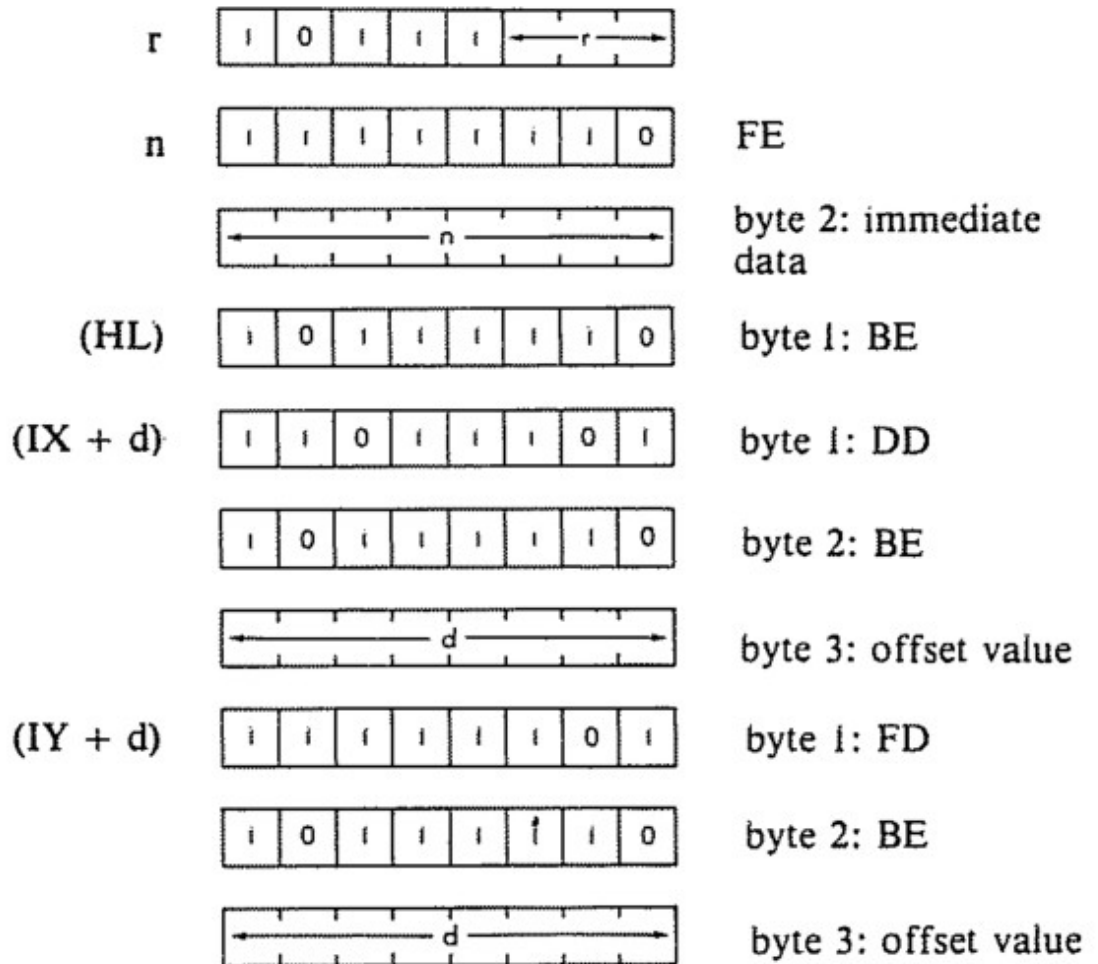 r 1 0 1 1 1 r
n 1 1 1 1 1 1 1 0 FE
n byte 2: immediate
data
(HL) 1 0 1 1 1 1 1 0 byte 1: BE
(IX + d) 1 1 0 1 1 1 0 1 byte 1: DD
1 0 1 1 1 1 1 0 byte 2: BE
d byte 3: offset value
(IY + d) 1 1 1 1 1 1 0 1 byte 1: FD
1 0 1 1 1 1 1 0 byte 2: BE
d byte 3: offset value